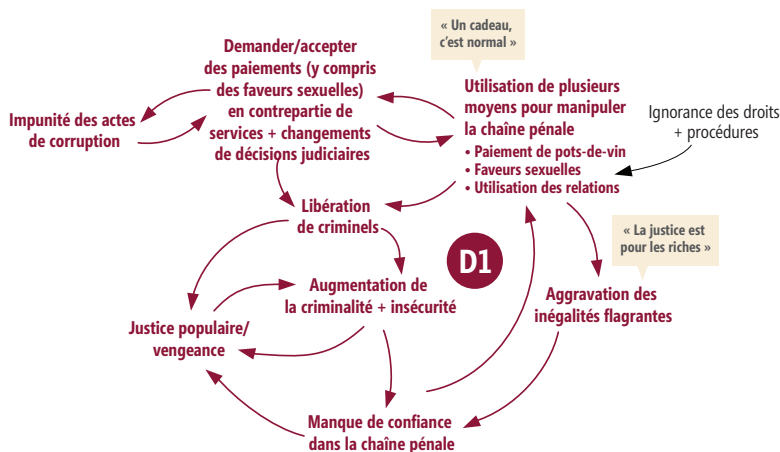 « Un cadeau,
c'est normal »
Demander/accepter
des paiements (y compris
des faveurs sexuelles)
en contrepartie de
services + changements
de décisions judiciaires
Utilisation de plusieurs
moyens pour manipuler
la chaîne pénale
• Paiement de pots-de-vin
• Faveurs sexuelles
• Utilisation des relations
Ignorance des droits
+ procédures
Impunité des actes
de corruption
Libération
de criminels
« La justice est
pour les riches »
D1
Augmentation de
la criminalité + insécurité
Aggravation des
inégalités flagrantes
Justice populaire/
vengeance
Manque de confiance
dans la chaîne pénale